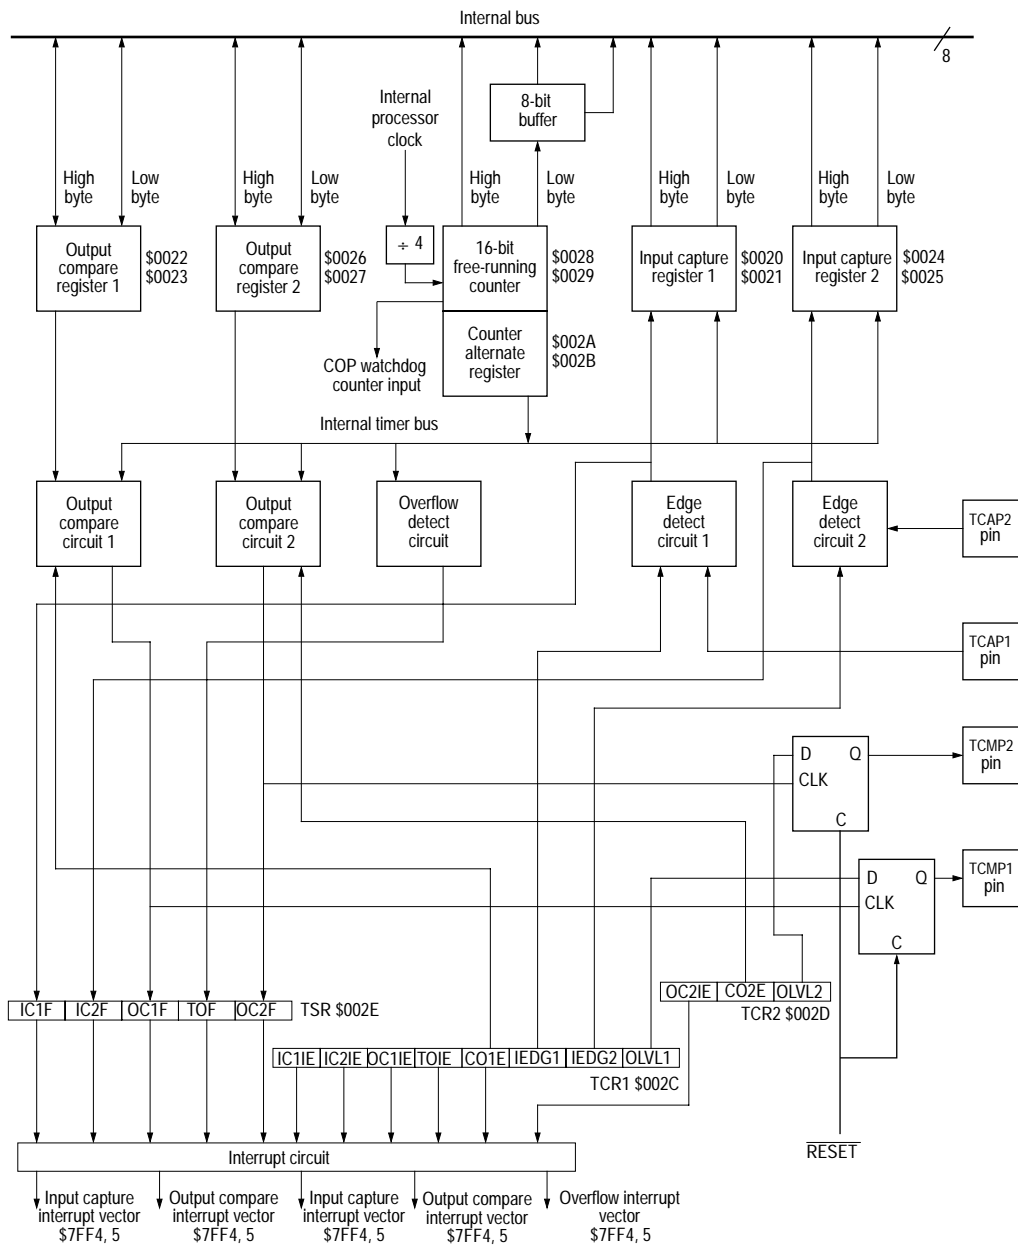 Internal bus
8
8-bit
buffer
Internal
processor
clock
High
byte
Low
byte
High
byte
Low
byte
High
byte
Low
byte
High
byte
Low
byte
High
byte
Low
byte
Output
compare
register 1
$0022
$0023
Output
compare
register 2
$0026
$0027
÷ 4
16-bit
free-running
counter
$0028
$0029
Input capture
register 1
$0020
$0021
Input capture
register 2
$0024
$0025
Counter
alternate
register
$002A
$002B
COP watchdog
counter input
Internal timer bus
Output
compare
circuit 1
Output
compare
circuit 2
Overflow
detect
circuit
Edge
detect
circuit 1
Edge
detect
circuit 2
TCAP2
pin
TCAP1
pin
D Q
CLK
C
TCMP2
pin
D Q
CLK
C
TCMP1
pin
OC2IE CO2E OLVL2
TCR2 $002D
IC1F IC2F OC1F TOF OC2F TSR $002E
IC1IE IC2IE OC1IE TOIE CO1E IEDG1 IEDG2 OLVL1
TCR1 $002C
RESET
Interrupt circuit
Input capture
interrupt vector
$7FF4, 5
Output compare
interrupt vector
$7FF4, 5
Input capture
interrupt vector
$7FF4, 5
Output compare
interrupt vector
$7FF4, 5
Overflow interrupt
vector
$7FF4, 5